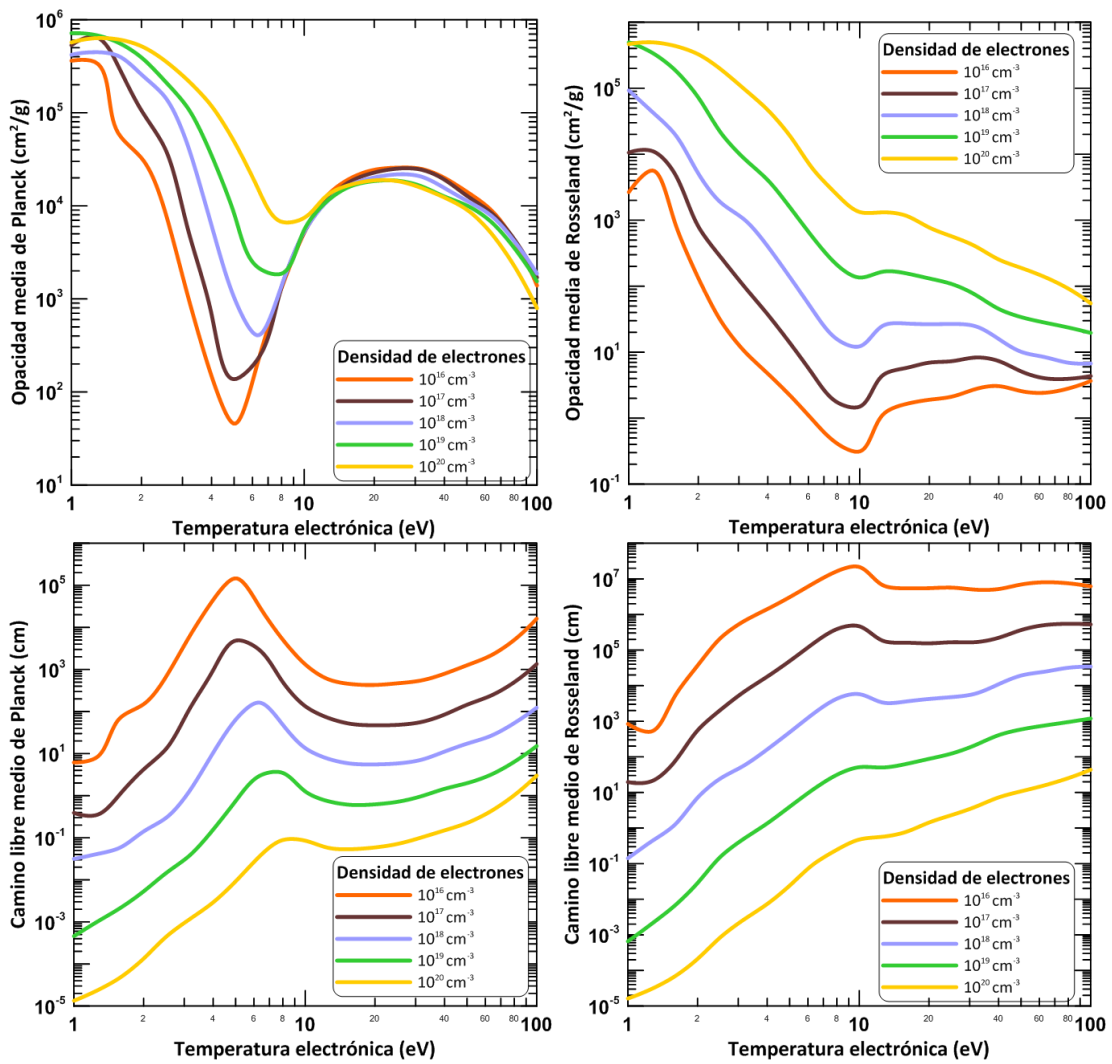 Opacidad media de Planck (cm²/g)
10⁶
10⁵
10⁴
10³
10²
10¹
Densidad de electrones
10¹⁶ cm⁻³
10¹⁷ cm⁻³
10¹⁸ cm⁻³
10¹⁹ cm⁻³
10²⁰ cm⁻³
1 2 4 6 8 10 20 40 60 80 100
Temperatura electrónica (eV)
Opacidad media de Rosseland (cm²/g)
10⁵
10³
10¹
10⁻¹
Densidad de electrones
10¹⁶ cm⁻³
10¹⁷ cm⁻³
10¹⁸ cm⁻³
10¹⁹ cm⁻³
10²⁰ cm⁻³
1 2 4 6 8 10 20 40 60 80 100
Temperatura electrónica (eV)
Camino libre medio de Planck (cm)
10⁵
10³
10¹
10⁻¹
10⁻³
10⁻⁵
Densidad de electrones
10¹⁶ cm⁻³
10¹⁷ cm⁻³
10¹⁸ cm⁻³
10¹⁹ cm⁻³
10²⁰ cm⁻³
1 2 4 6 8 10 20 40 60 80 100
Temperatura electrónica (eV)
Camino libre medio de Rosseland (cm)
10⁷
10⁵
10³
10¹
10⁻¹
10⁻³
10⁻⁵
Densidad de electrones
10¹⁶ cm⁻³
10¹⁷ cm⁻³
10¹⁸ cm⁻³
10¹⁹ cm⁻³
10²⁰ cm⁻³
1 2 4 6 8 10 20 40 60 80 100
Temperatura electrónica (eV)